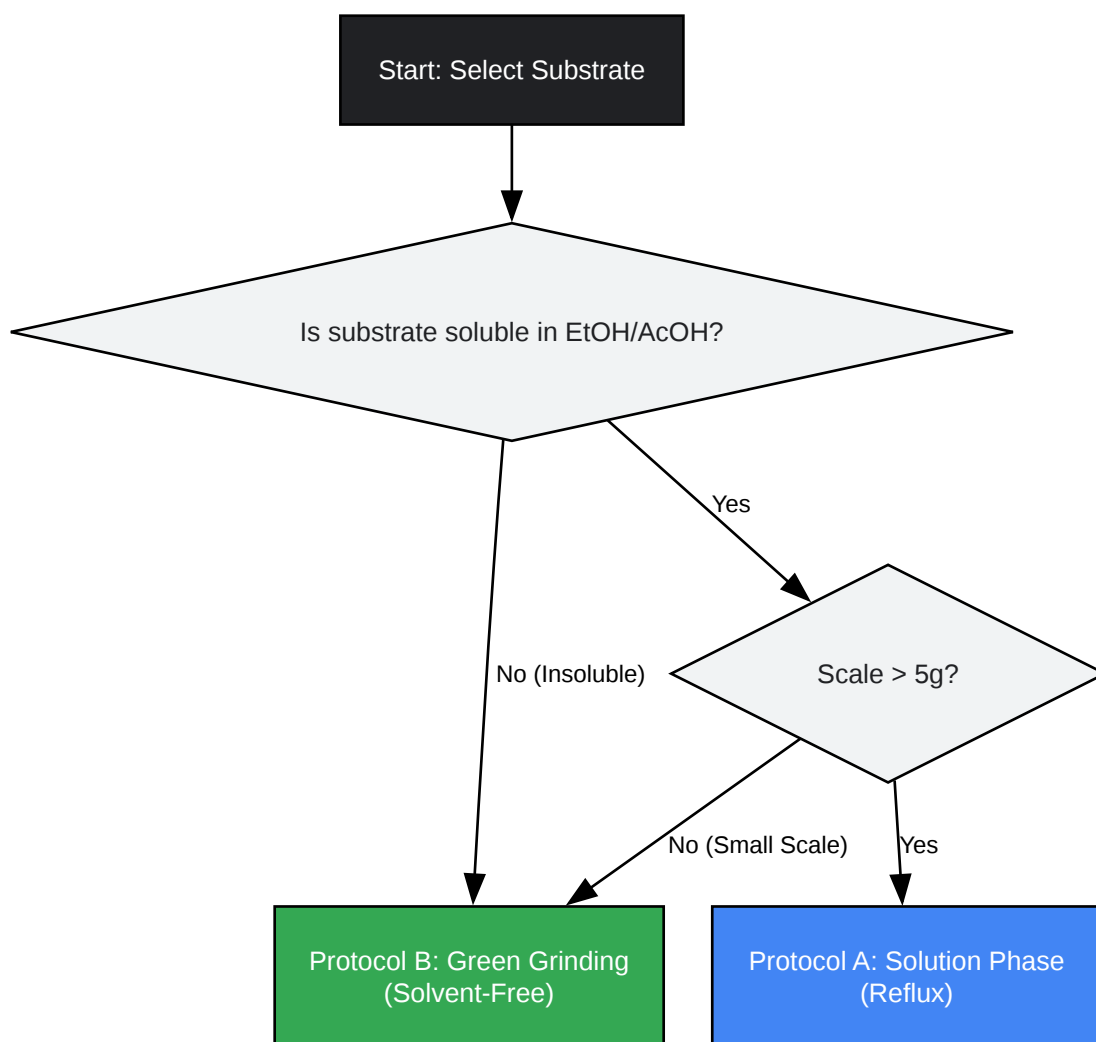 Start: Select Substrate
Is substrate soluble in EtOH/AcOH?
Yes
No (Insoluble)
Scale > 5g?
No (Small Scale)
Yes
Protocol B: Green Grinding
(Solvent-Free)
Protocol A: Solution Phase
(Reflux)